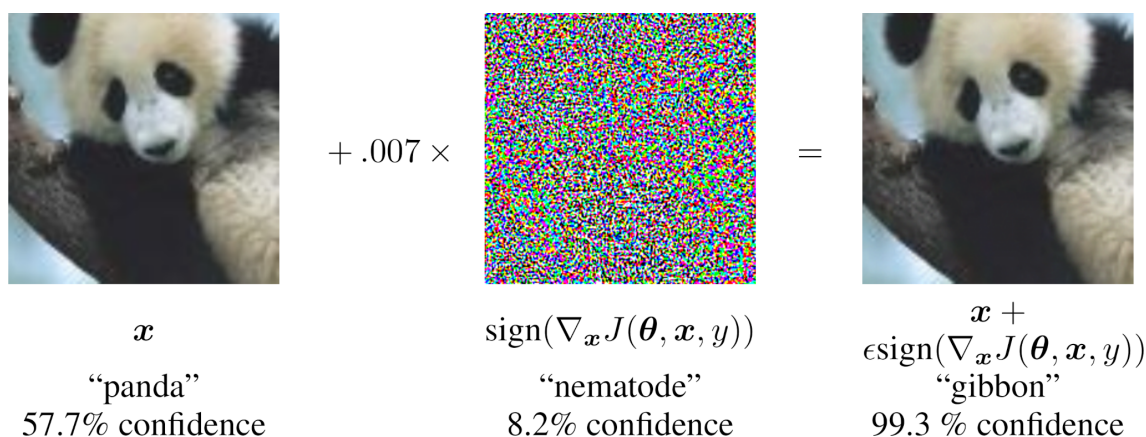 + .007 ×
=
x
sign(∇ₓJ(θ, x, y))
x +
ϵsign(∇ₓJ(θ, x, y))
“panda”
“nematode”
“gibbon”
57.7% confidence
8.2% confidence
99.3 % confidence